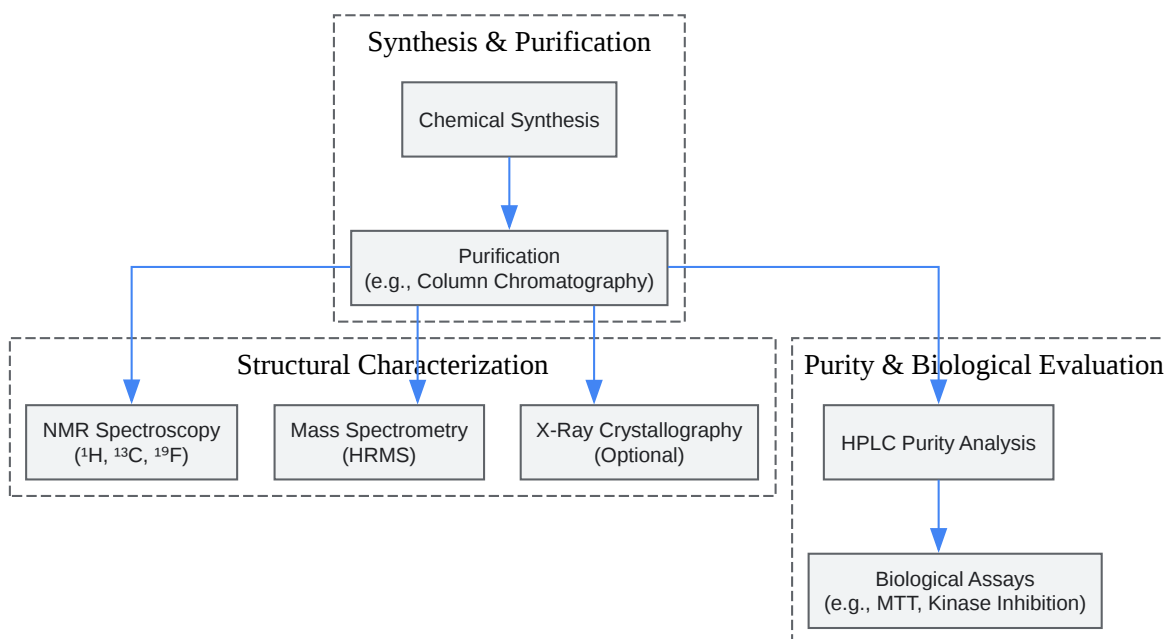 Synthesis & Purification
Chemical Synthesis
Purification
(e.g., Column Chromatography)
Structural Characterization
NMR Spectroscopy
(¹H, ¹³C, ¹⁹F)
Mass Spectrometry
(HRMS)
X-Ray Crystallography
(Optional)
Purity & Biological Evaluation
HPLC Purity Analysis
Biological Assays
(e.g., MTT, Kinase Inhibition)